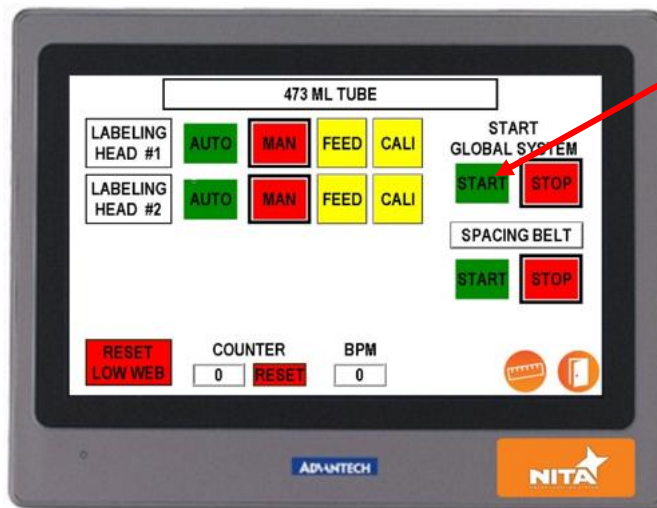 473 ML TUBE
LABELING HEAD #1
AUTO
MAN
FEED
CALI
START
GLOBAL SYSTEM
START
STOP
LABELING HEAD #2
AUTO
MAN
FEED
CALI
SPACING BELT
START
STOP
RESET
LOW WEB
COUNTER
0
RESET
BPM
0
ADVANTECH
NITA